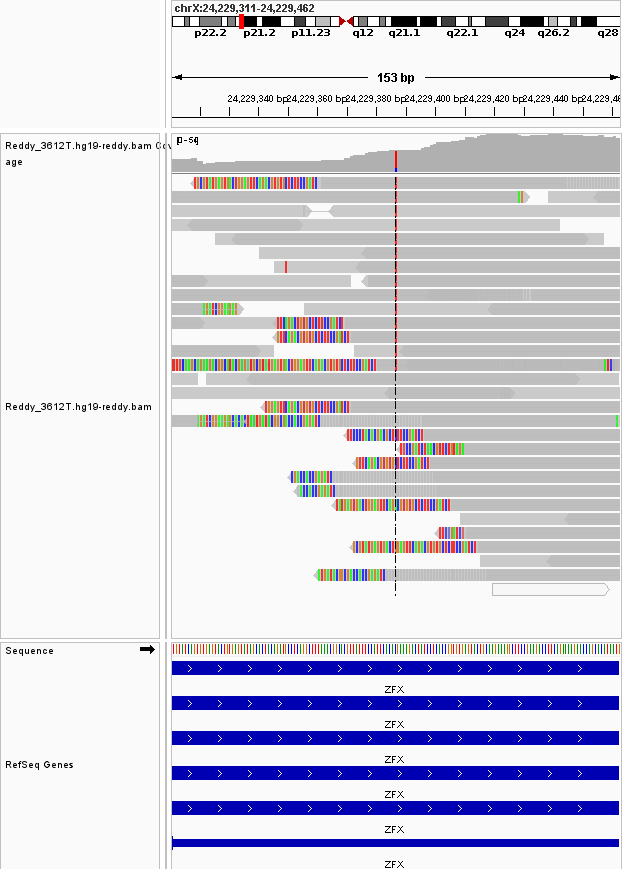 chrX:24,229,311-24,229,462
p22.2 p21.2 p11.23 q12 q21.1 q22.1 q24 q26.2 q28
153 bp
24,229,340 bp 24,229,360 bp 24,229,380 bp 24,229,400 bp 24,229,420 bp 24,229,440 bp
Reddy_3612T.hg19-reddy.bam
age
Reddy_3612T.hg19-reddy.bam
Sequence
ZFX
ZFX
ZFX
RefSeq Genes
ZFX
ZFX
ZFX